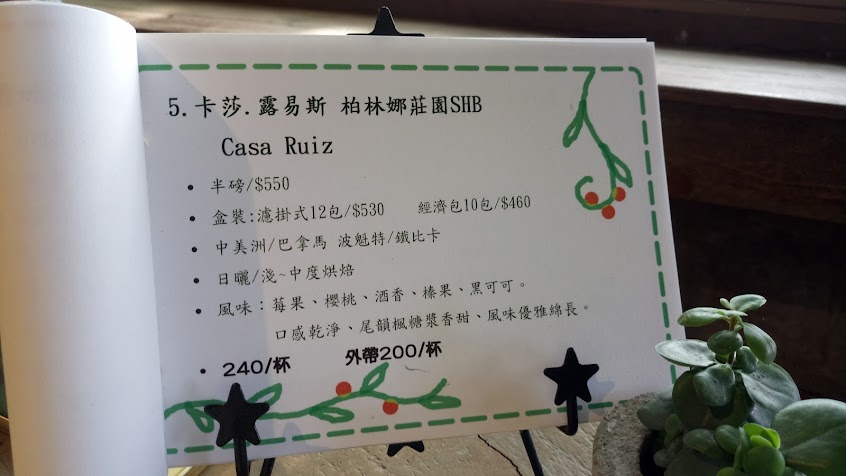 5.卡莎.露易斯 柏林娜莊園SHB
Casa Ruiz
• 半磅/$550
• 盒裝:濾掛式12包/$530 經濟包10包/$460
• 中美洲/巴拿馬 波魁特/鐵比卡
• 日曬/淺~中度烘焙
• 風味：莓果、櫻桃、酒香、榛果、黑可可。
口感乾淨、尾韻楓糖漿香甜、風味優雅綿長。
• 240/杯 外帶200/杯